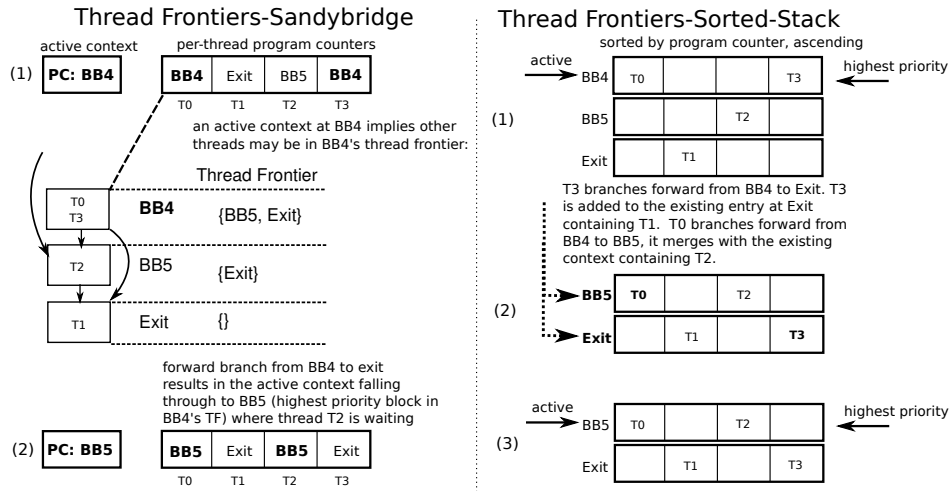 Thread Frontiers-Sandybridge
active context
per-thread program counters
(1)
PC: BB4
BB4 Exit BB5 BB4
T0 T1 T2 T3
an active context at BB4 implies other
threads may be in BB4's thread frontier:
Thread Frontier
T0
T3
BB4
{BB5, Exit}
T2
BB5
{Exit}
T1
Exit
{}
forward branch from BB4 to exit
results in the active context falling
through to BB5 (highest priority block in
BB4's TF) where thread T2 is waiting
(2)
PC: BB5
BB5 Exit BB5 Exit
T0 T1 T2 T3
Thread Frontiers-Sorted-Stack
sorted by program counter, ascending
active
highest priority
BB4 T0 T3
(1)
BB5 T2
Exit T1
T3 branches forward from BB4 to Exit. T3
is added to the existing entry at Exit
containing T1. T0 branches forward from
BB4 to BB5, it merges with the existing
context containing T2.
(2)
BB5 T0 T2
Exit T1 T3
active
highest priority
BB5 T0 T2
(3)
Exit T1 T3